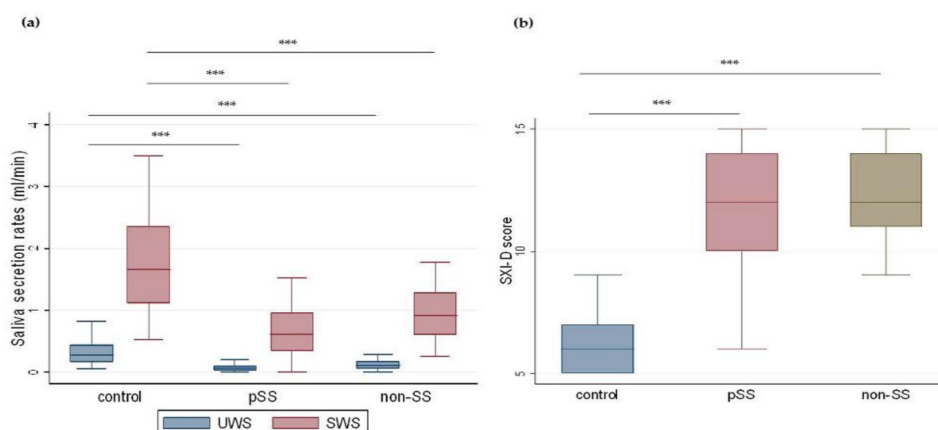 (a)
(b)
***
***
***
***
***
***
Saliva secretion rates (ml/min)
4
3
2
1
0
control
pSS
non-SS
UWS
SWS
SXI-D score
15
10
5
control
pSS
non-SS